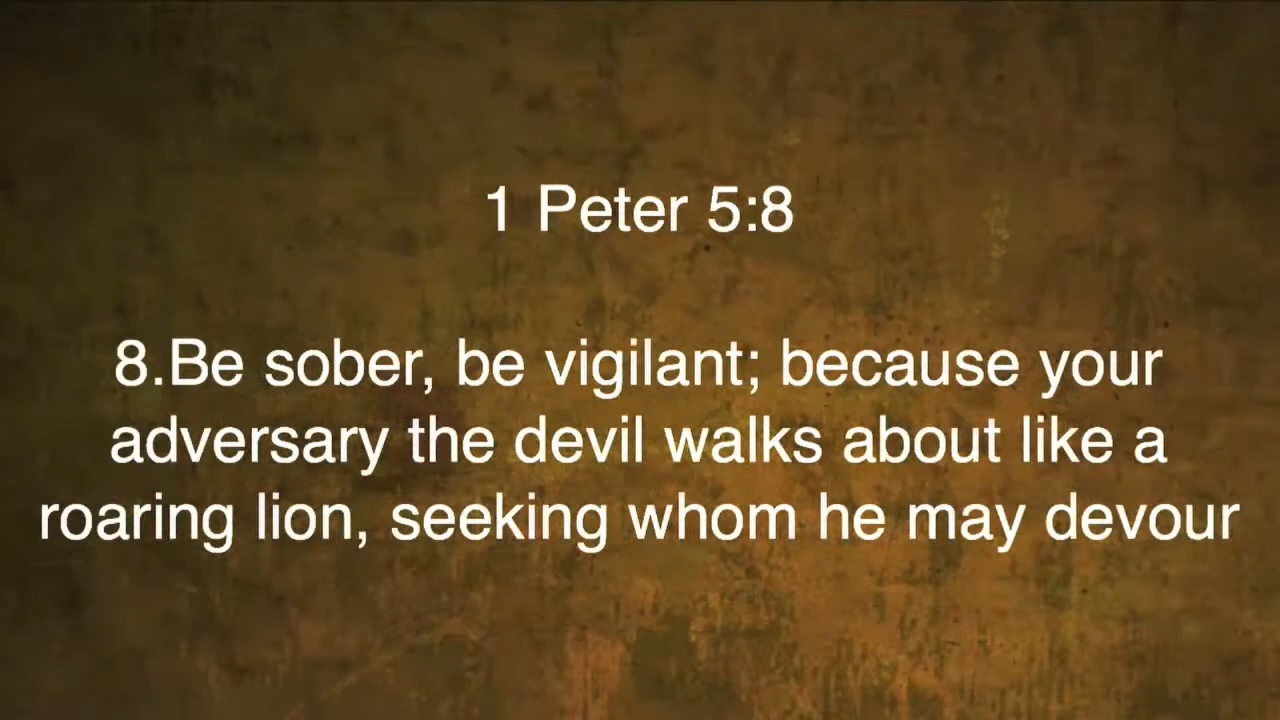 1 Peter 5:8
8.Be sober, be vigilant; because your
adversary the devil walks about like a
roaring lion, seeking whom he may devour